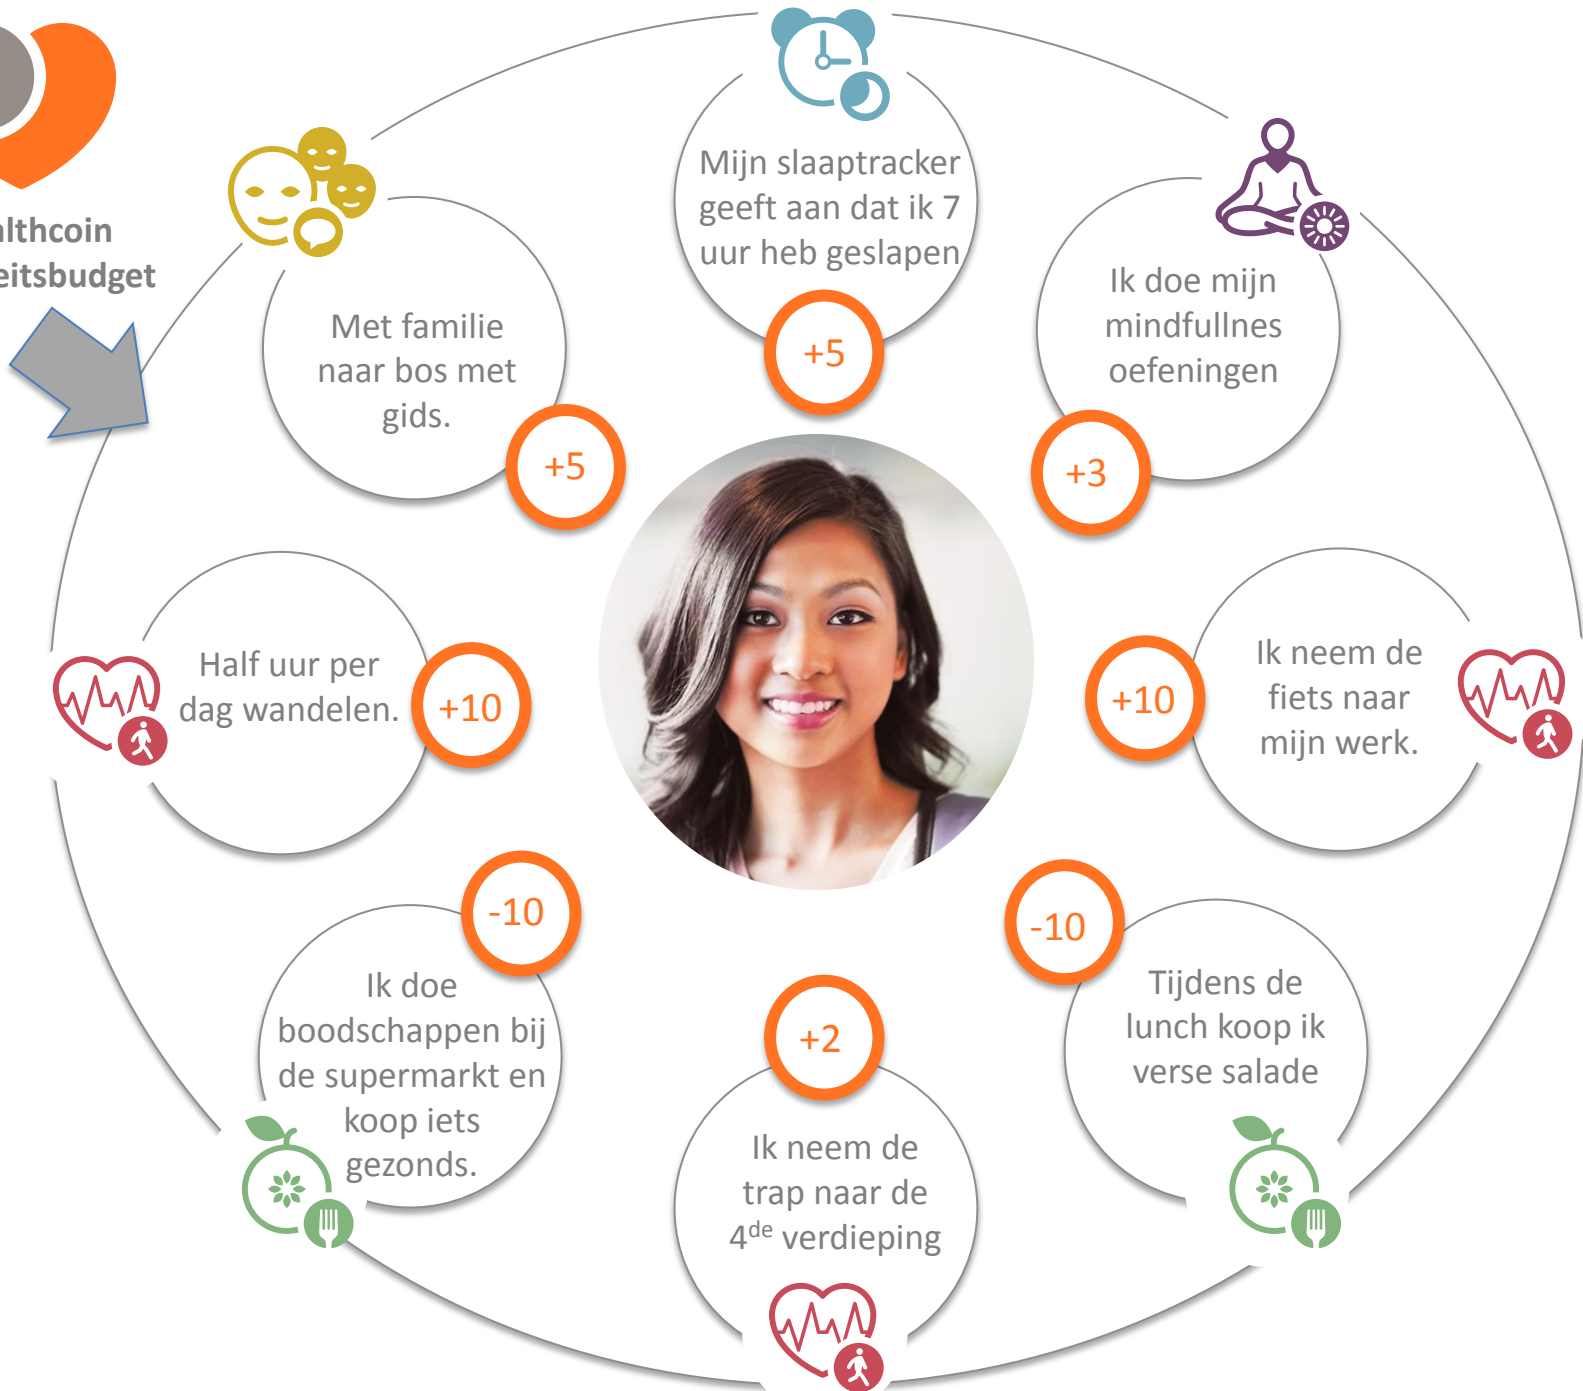 althcoin
eitsbudget
Mijn slaaptracker
geeft aan dat ik 7
uur heb geslapen
+5
Ik doe mijn
mindfullnes
oefeningen
+3
Ik neem de
fiets naar
mijn werk.
+10
Tijdens de
lunch koop ik
verse salade
-10
Ik neem de
trap naar de
4de verdieping
+2
Ik doe
boodschappen bij
de supermarkt en
koop iets
gezonds.
-10
Half uur per
dag wandelen.
+10
Met familie
naar bos met
gids.
+5